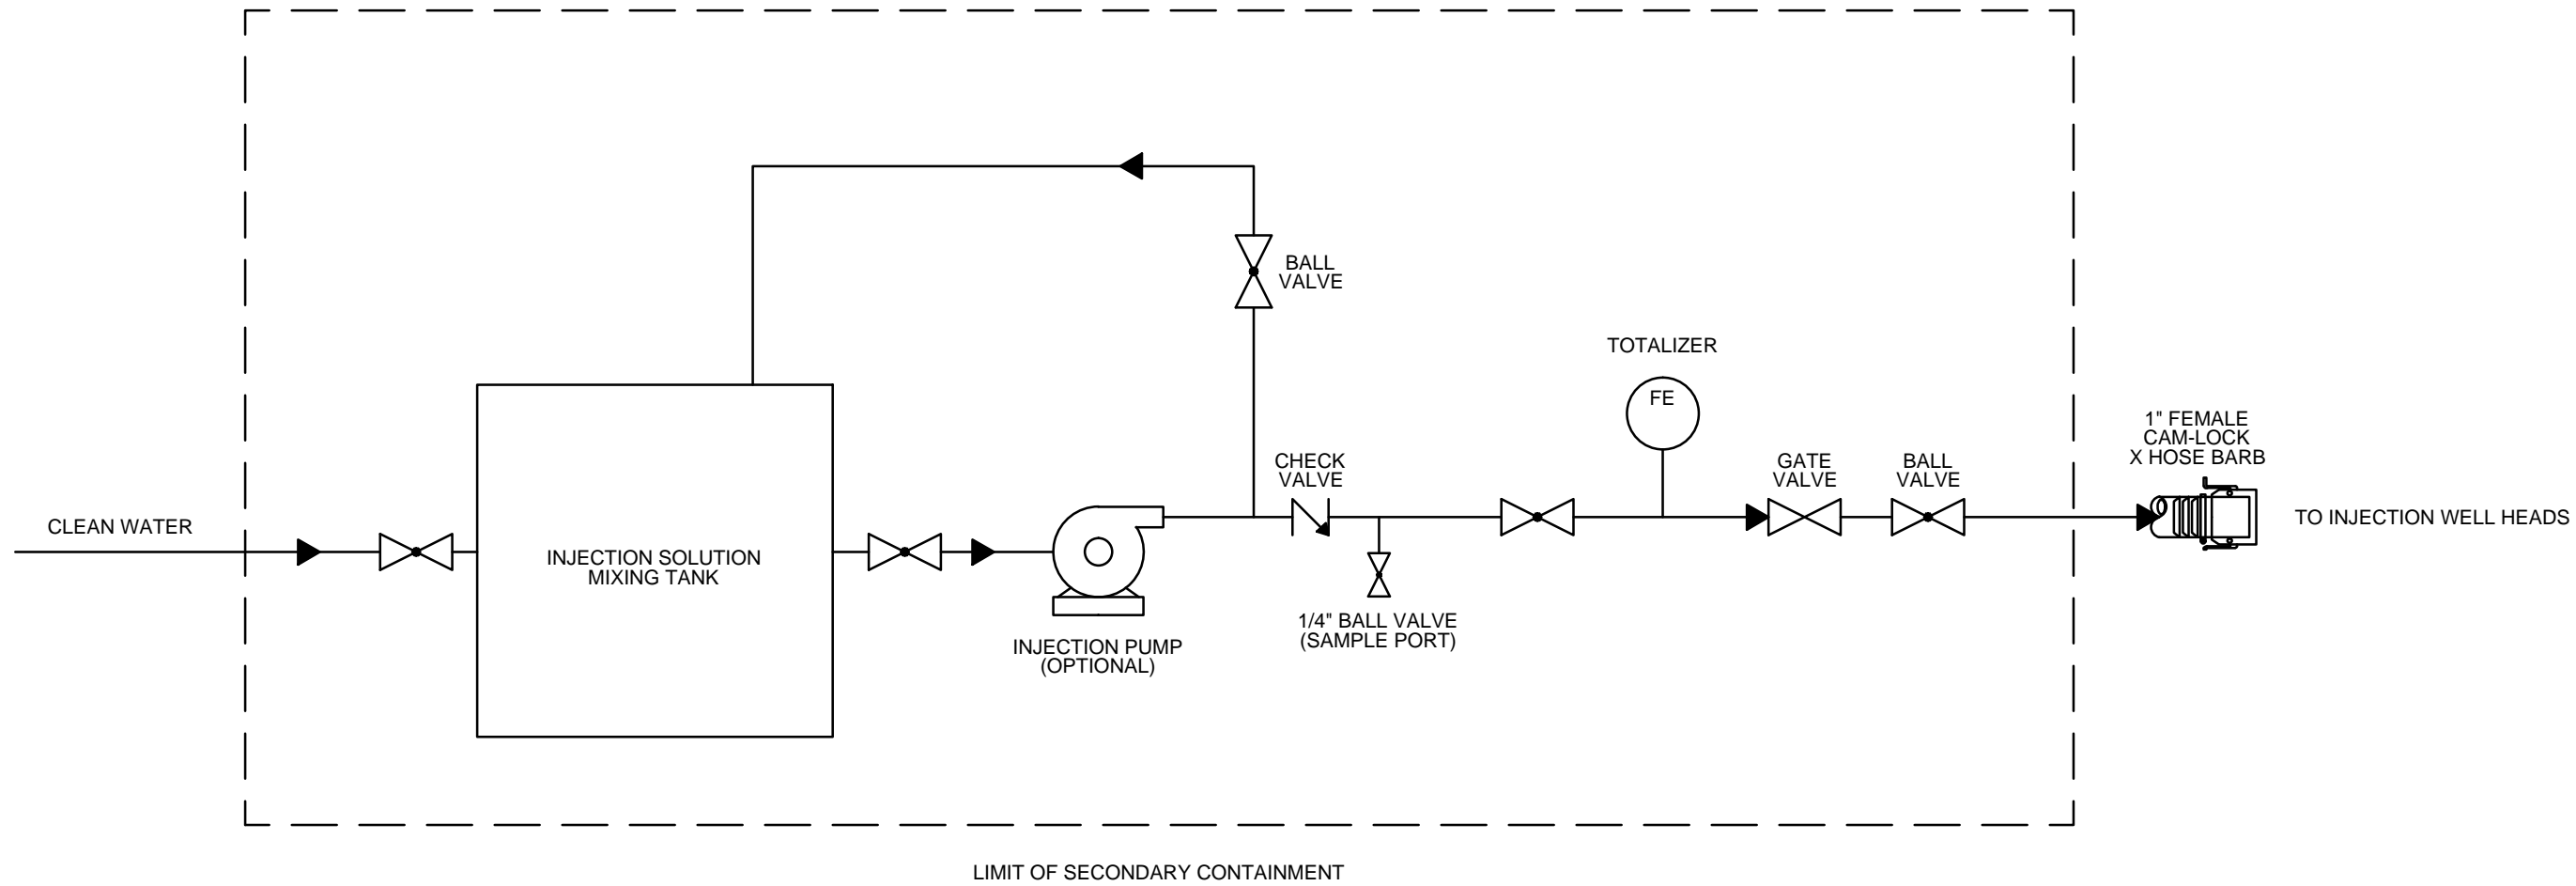 BALL
VALVE
TOTALIZER
FE
1" FEMALE
CAM-LOCK
X HOSE BARB
CHECK
VALVE
GATE
VALVE
BALL
VALVE
CLEAN WATER
TO INJECTION WELL HEADS
INJECTION SOLUTION
MIXING TANK
1/4" BALL VALVE
(SAMPLE PORT)
INJECTION PUMP
(OPTIONAL)
LIMIT OF SECONDARY CONTAINMENT